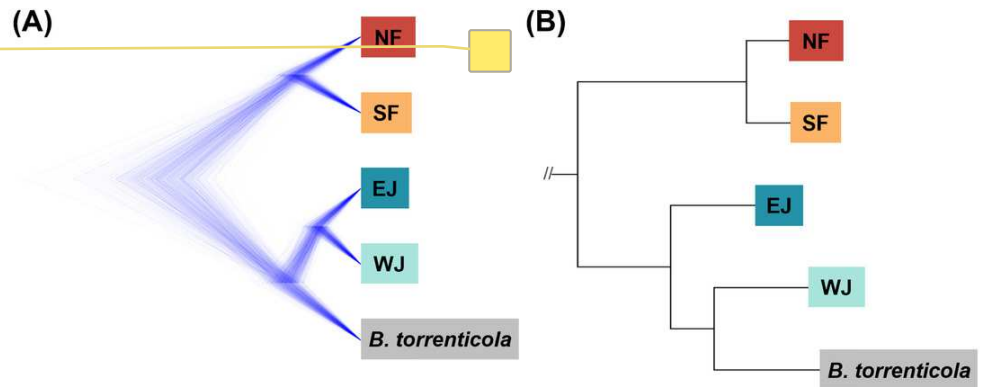 (A)
NF
SF
EJ
WJ
B. torrenticola
(B)
NF
SF
//
EJ
WJ
B. torrenticola